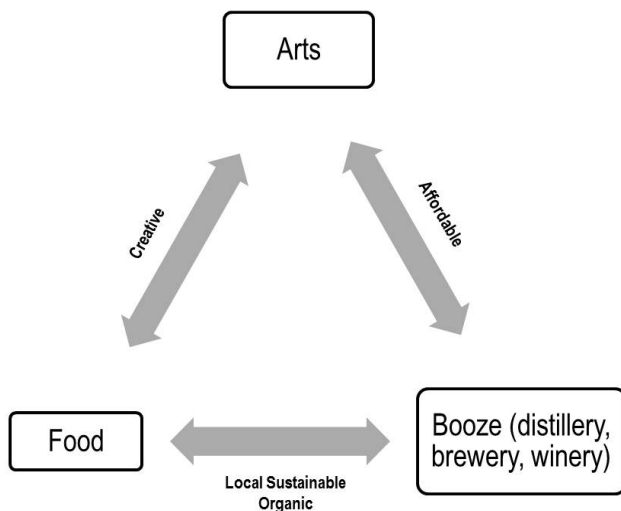 Arts
Creative
Affordable
Food
Booze (distillery,
brewery, winery)
Local Sustainable
Organic